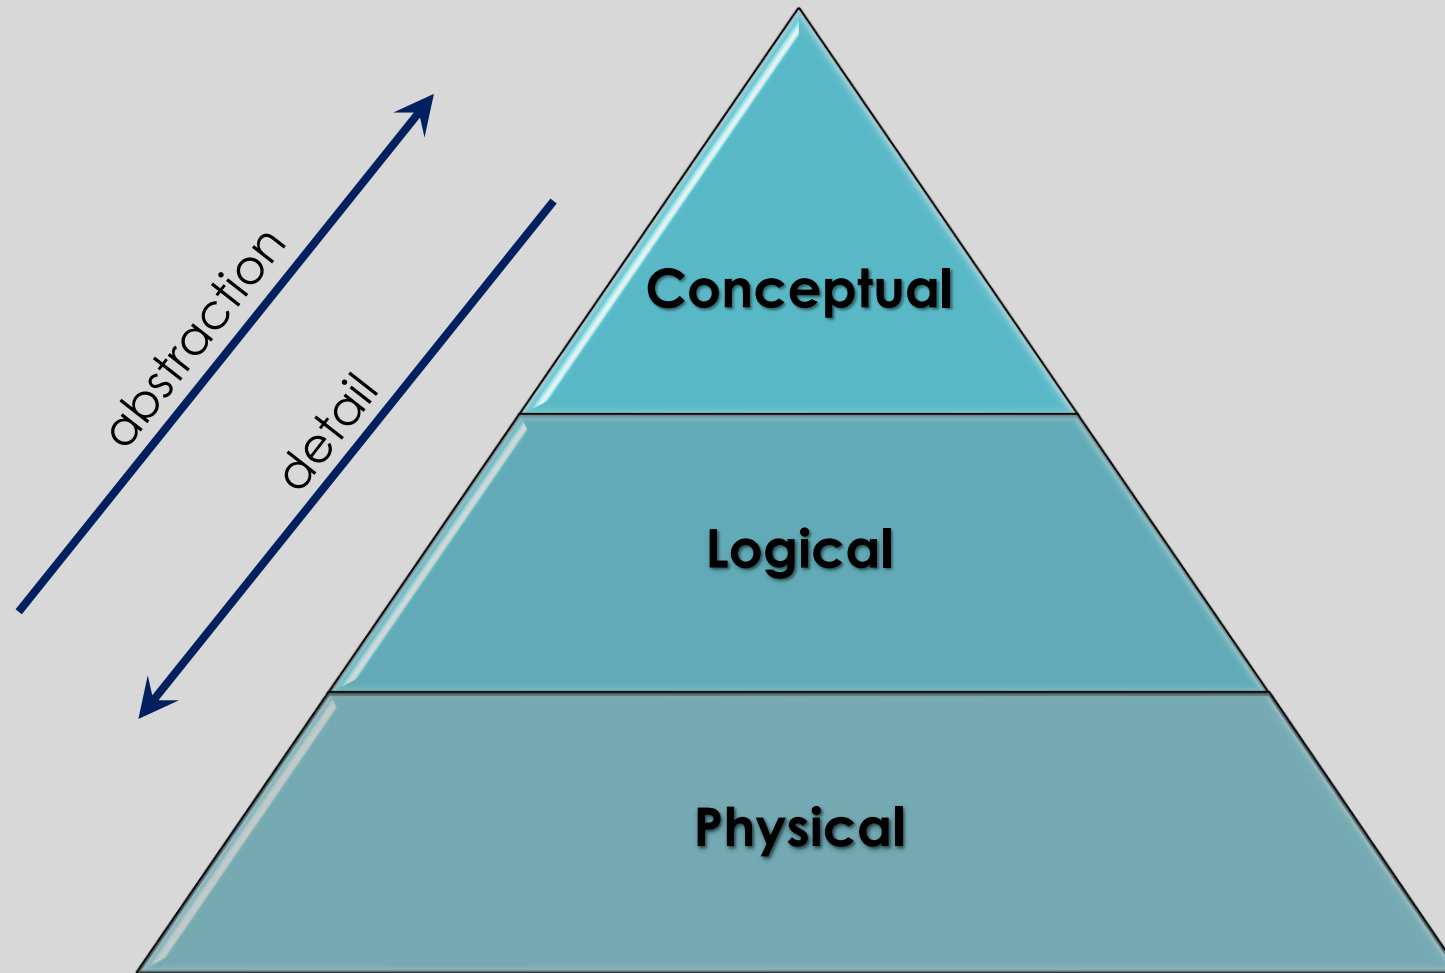 abstraction
detail
Conceptual
Logical
Physical